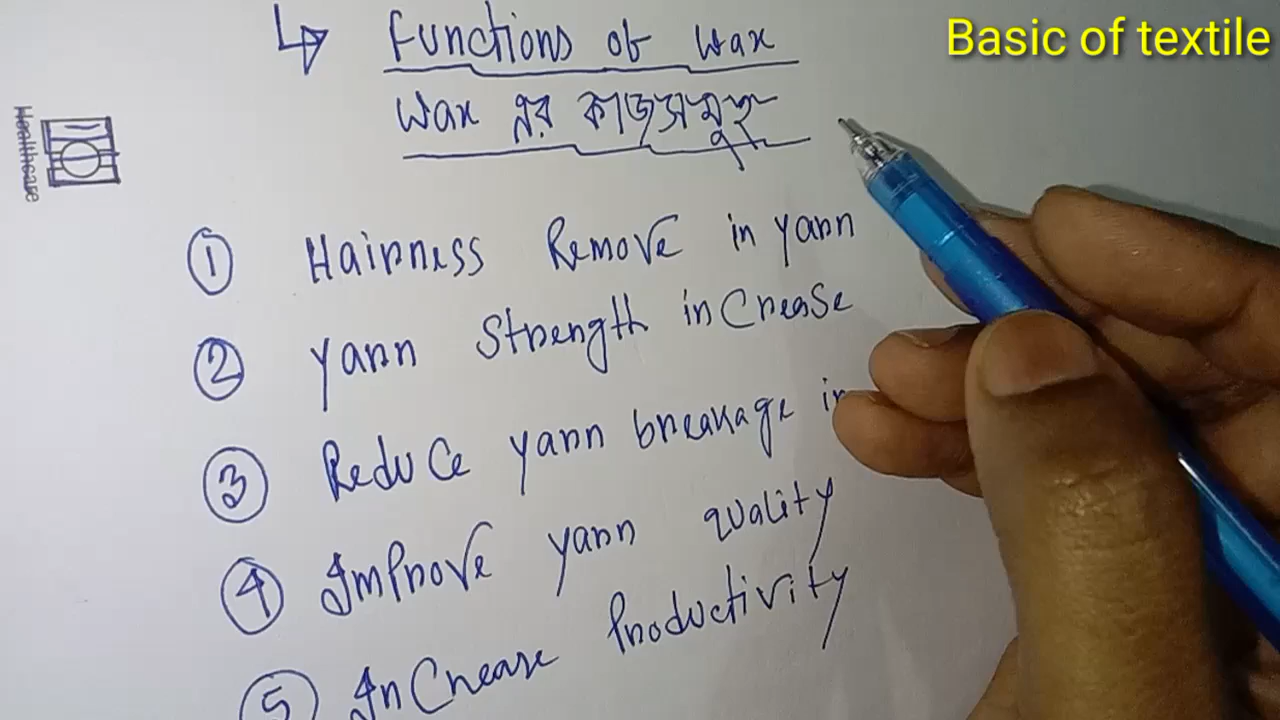 Basic of textile
Functions of wax
Wax এর কাজসমূহ
Healthcare
① Hairness Remove in yarn
② Yarn Strength inCrease
③ ReduCe yarn breakage in
④ Improve yarn quality
⑤ InCrease Productivity